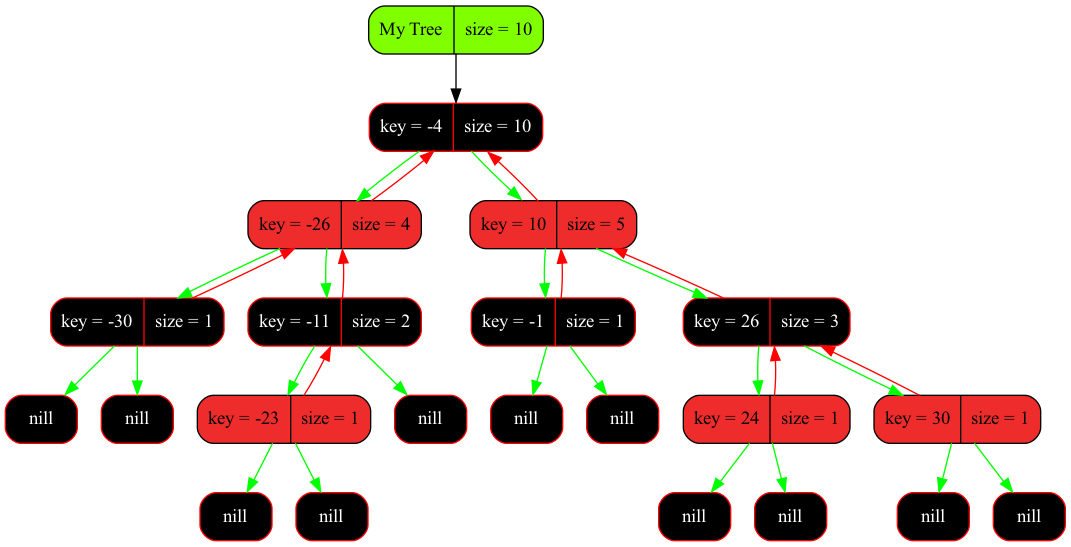 My Tree size = 10
key = -4 size = 10
key = -26 size = 4
key = 10 size = 5
key = -30 size = 1
key = -11 size = 2
key = -1 size = 1
key = 26 size = 3
nill
nill
key = -23 size = 1
nill
nill
nill
key = 24 size = 1
key = 30 size = 1
nill
nill
nill
nill
nill
nill